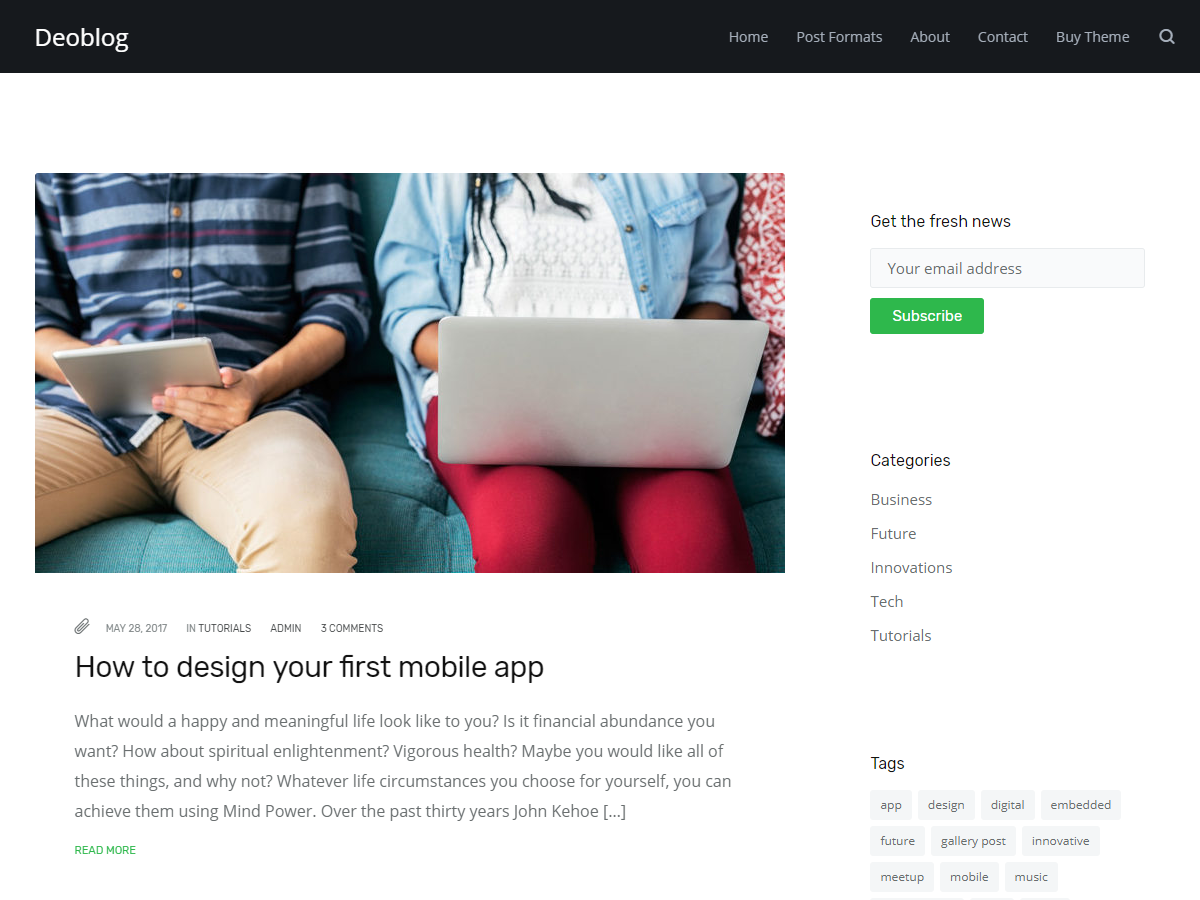 Deoblog
Home Post Formats About Contact Buy Theme
MAY 28, 2017 IN TUTORIALS ADMIN 3 COMMENTS
How to design your first mobile app
What would a happy and meaningful life look like to you? Is it financial abundance you
want? How about spiritual enlightenment? Vigorous health? Maybe you would like all of
these things, and why not? Whatever life circumstances you choose for yourself, you can
achieve them using Mind Power. Over the past thirty years John Kehoe [...]
READ MORE
Get the fresh news
Your email address
Subscribe
Categories
Business
Future
Innovations
Tech
Tutorials
Tags
app design digital embedded
future gallery post innovative
meetup mobile music